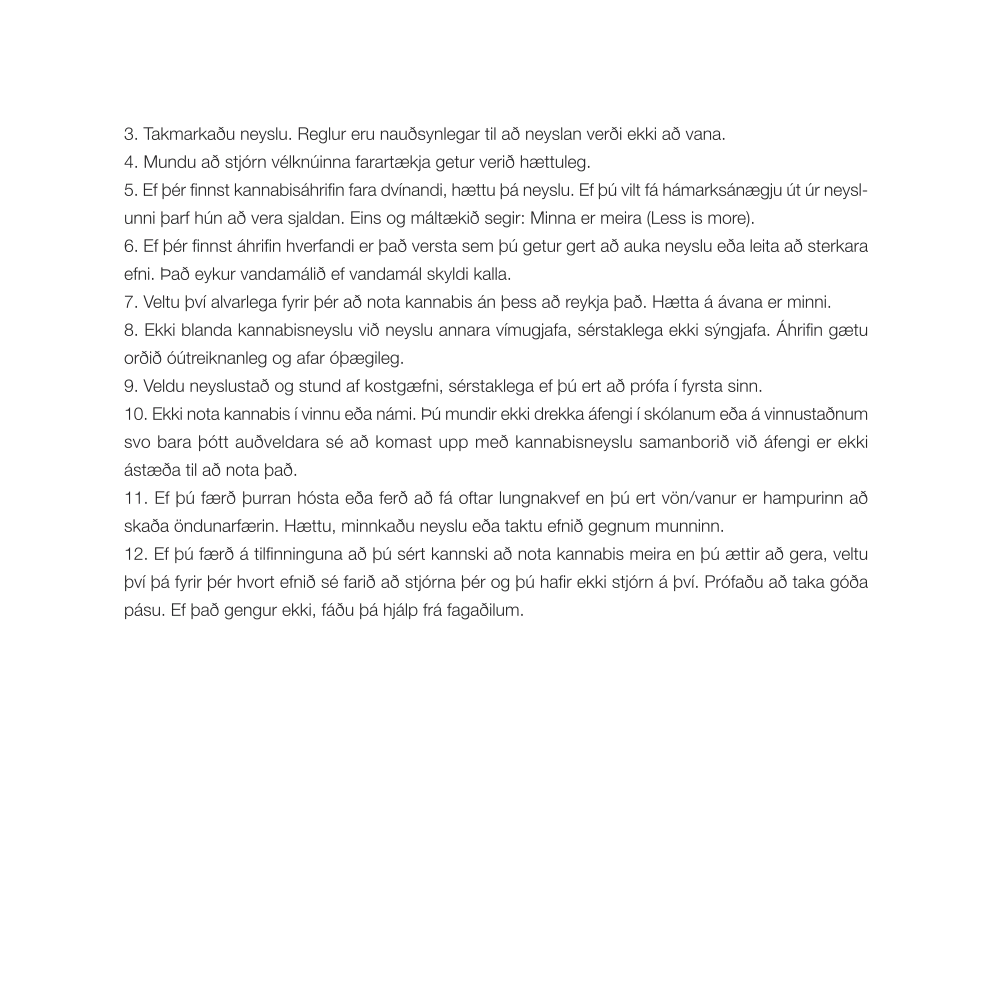 3. Takmarkaðu neyslu. Reglur eru nauðsynlegar til að neyslan verði ekki að vana.
4. Mundu að stjórn vélknúinna farartækja getur verið hættuleg.
5. Ef þér finnst kannabisáhrifin fara dvínandi, hættu þá neyslu. Ef þú vilt fá hámarksánægju út úr neysl-
unni þarf hún að vera sjaldan. Eins og máltækið segir: Minna er meira (Less is more).
6. Ef þér finnst áhrifin hverfandi er það versta sem þú getur gert að auka neyslu eða leita að sterkara
efni. Það eykur vandamálið ef vandamál skyldi kalla.
7. Veltu því alvarlega fyrir þér að nota kannabis án þess að reykja það. Hætta á ávana er minni.
8. Ekki blanda kannabisneyslu við neyslu annara vímugjafa, sérstaklega ekki sýngjafa. Áhrifin gætu
orðið óútreiknanleg og afar óþægileg.
9. Veldu neyslustað og stund af kostgæfni, sérstaklega ef þú ert að prófa í fyrsta sinn.
10. Ekki nota kannabis í vinnu eða námi. Þú mundir ekki drekka áfengi í skólanum eða á vinnustaðnum
svo bara þótt auðveldara sé að komast upp með kannabisneyslu samanborið við áfengi er ekki
ástæða til að nota það.
11. Ef þú færð þurran hósta eða ferð að fá oftar lungnakvef en þú ert vön/vanur er hampurinn að
skaða öndunarfærin. Hættu, minnkaðu neyslu eða taktu efnið gegnum munninn.
12. Ef þú færð á tilfinninguna að þú sért kannski að nota kannabis meira en þú ættir að gera, veltu
því þá fyrir þér hvort efnið sé farið að stjórna þér og þú hafir ekki stjórn á því. Prófaðu að taka góða
pásu. Ef það gengur ekki, fáðu þá hjálp frá fagaðilum.